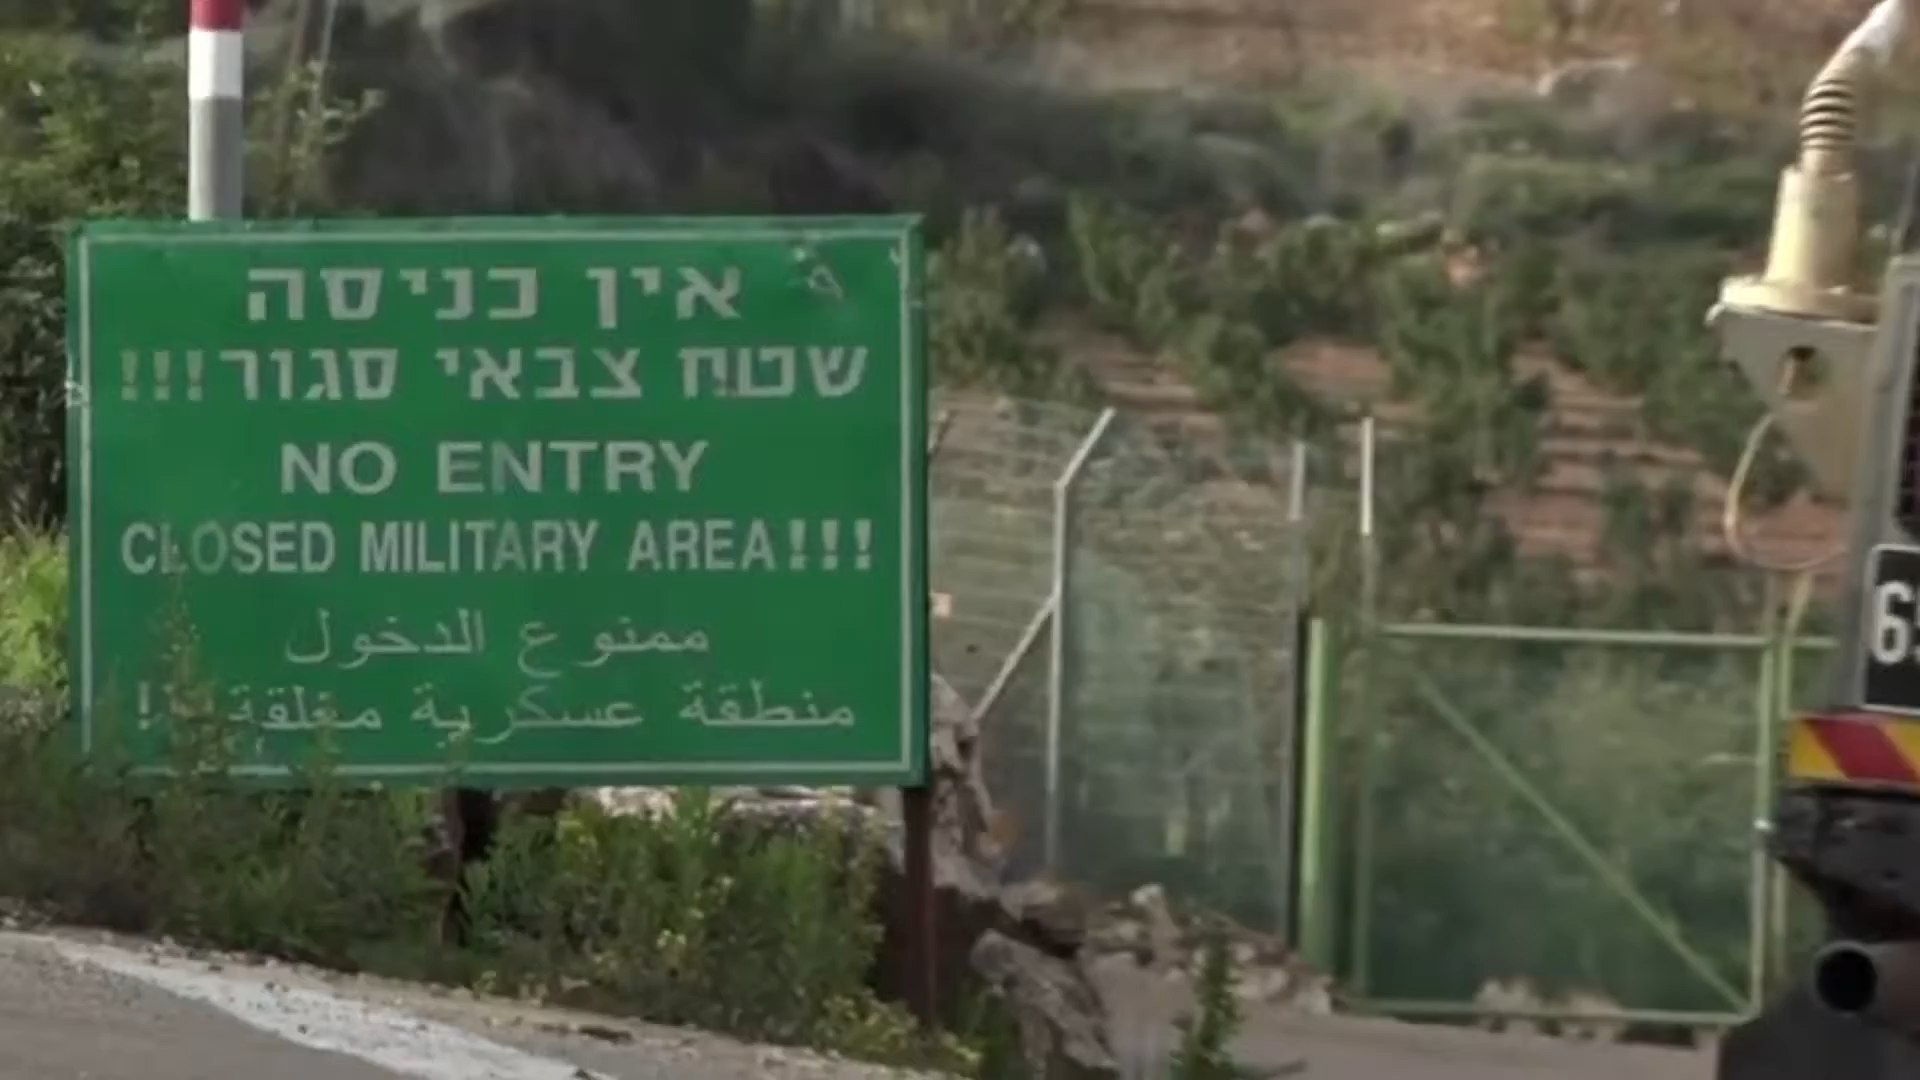 אין כניסה
שטח צבאי סגור!!!
NO ENTRY
CLOSED MILITARY AREA!!!
ممنوع الدخول
منطقة عسكرية مغلقة!!!